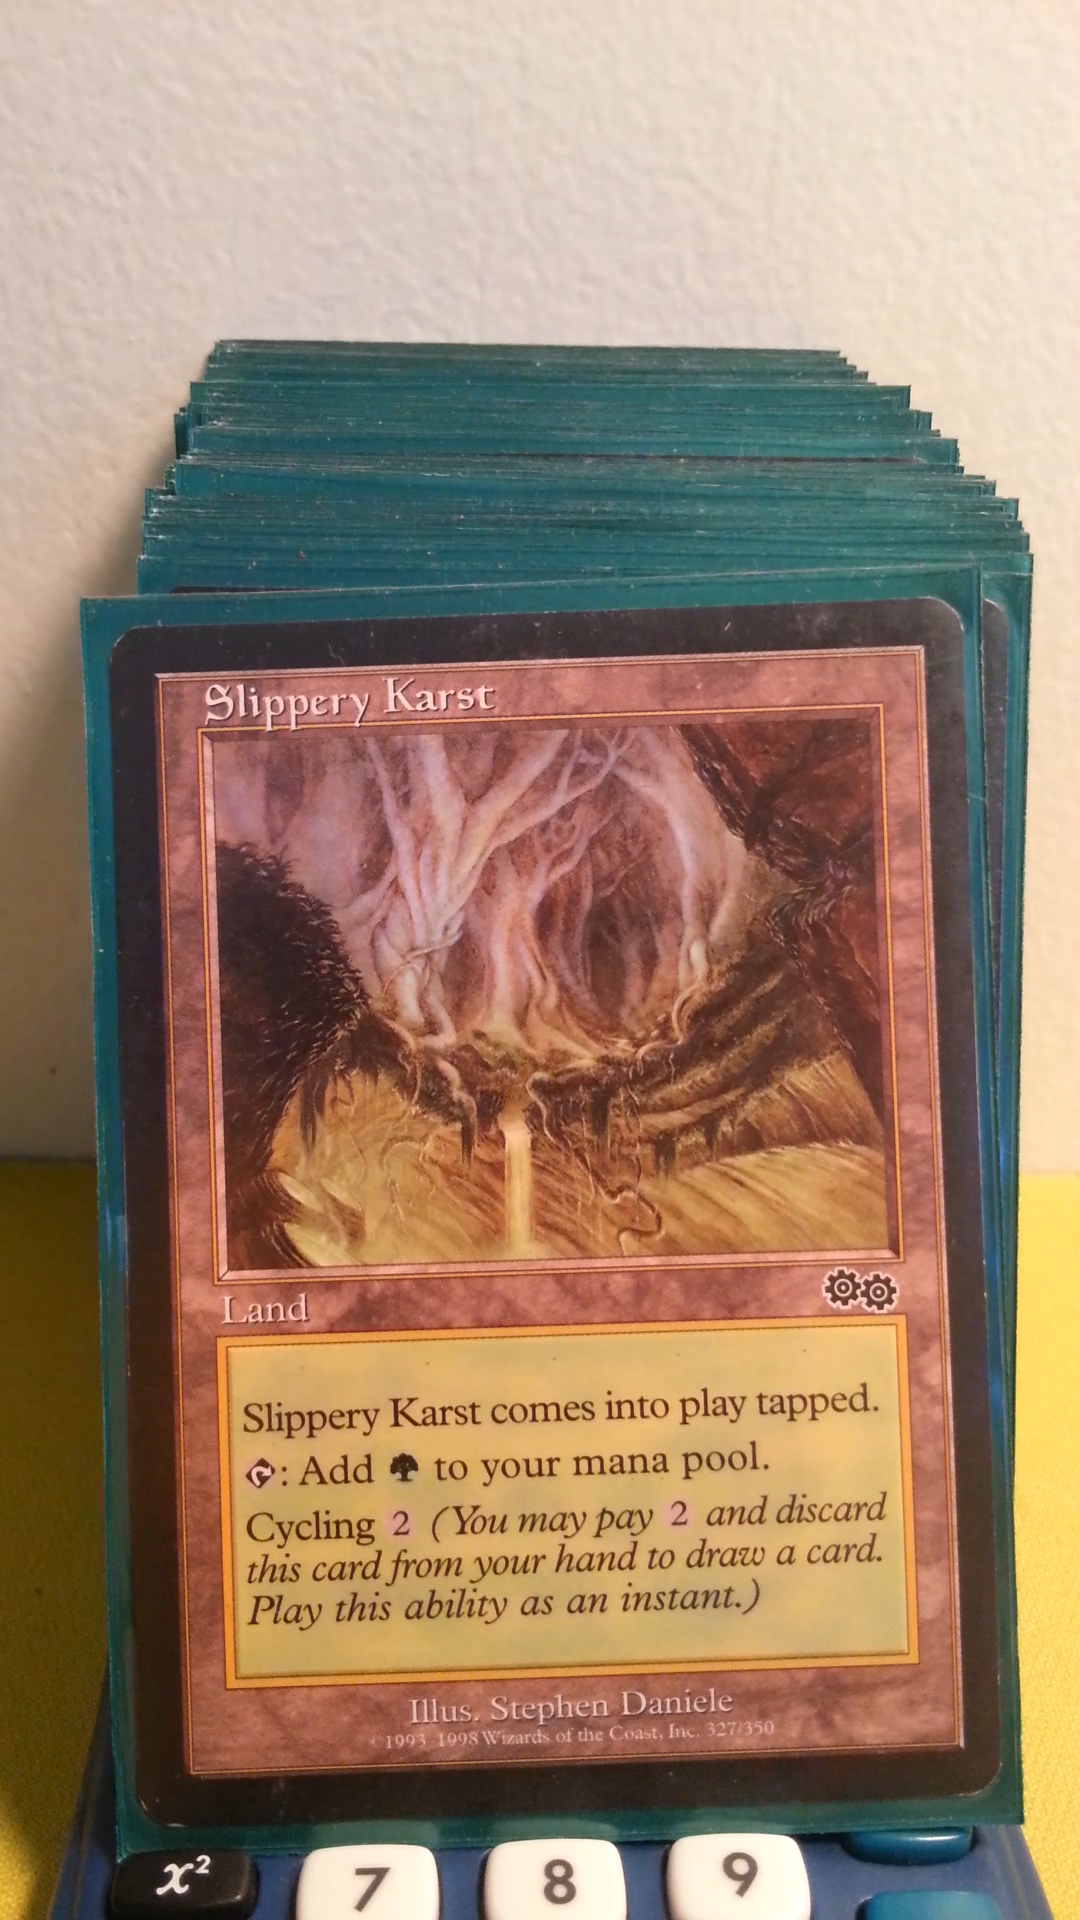 Slippery Karst
Land
Slippery Karst comes into play tapped.
: Add to your mana pool.
Cycling 2 (You may pay 2 and discard
this card from your hand to draw a card.
Play this ability as an instant.)
Illus. Stephen Daniele
© 1993-1998 Wizards of the Coast, Inc. 327/350
x² 7 8 9